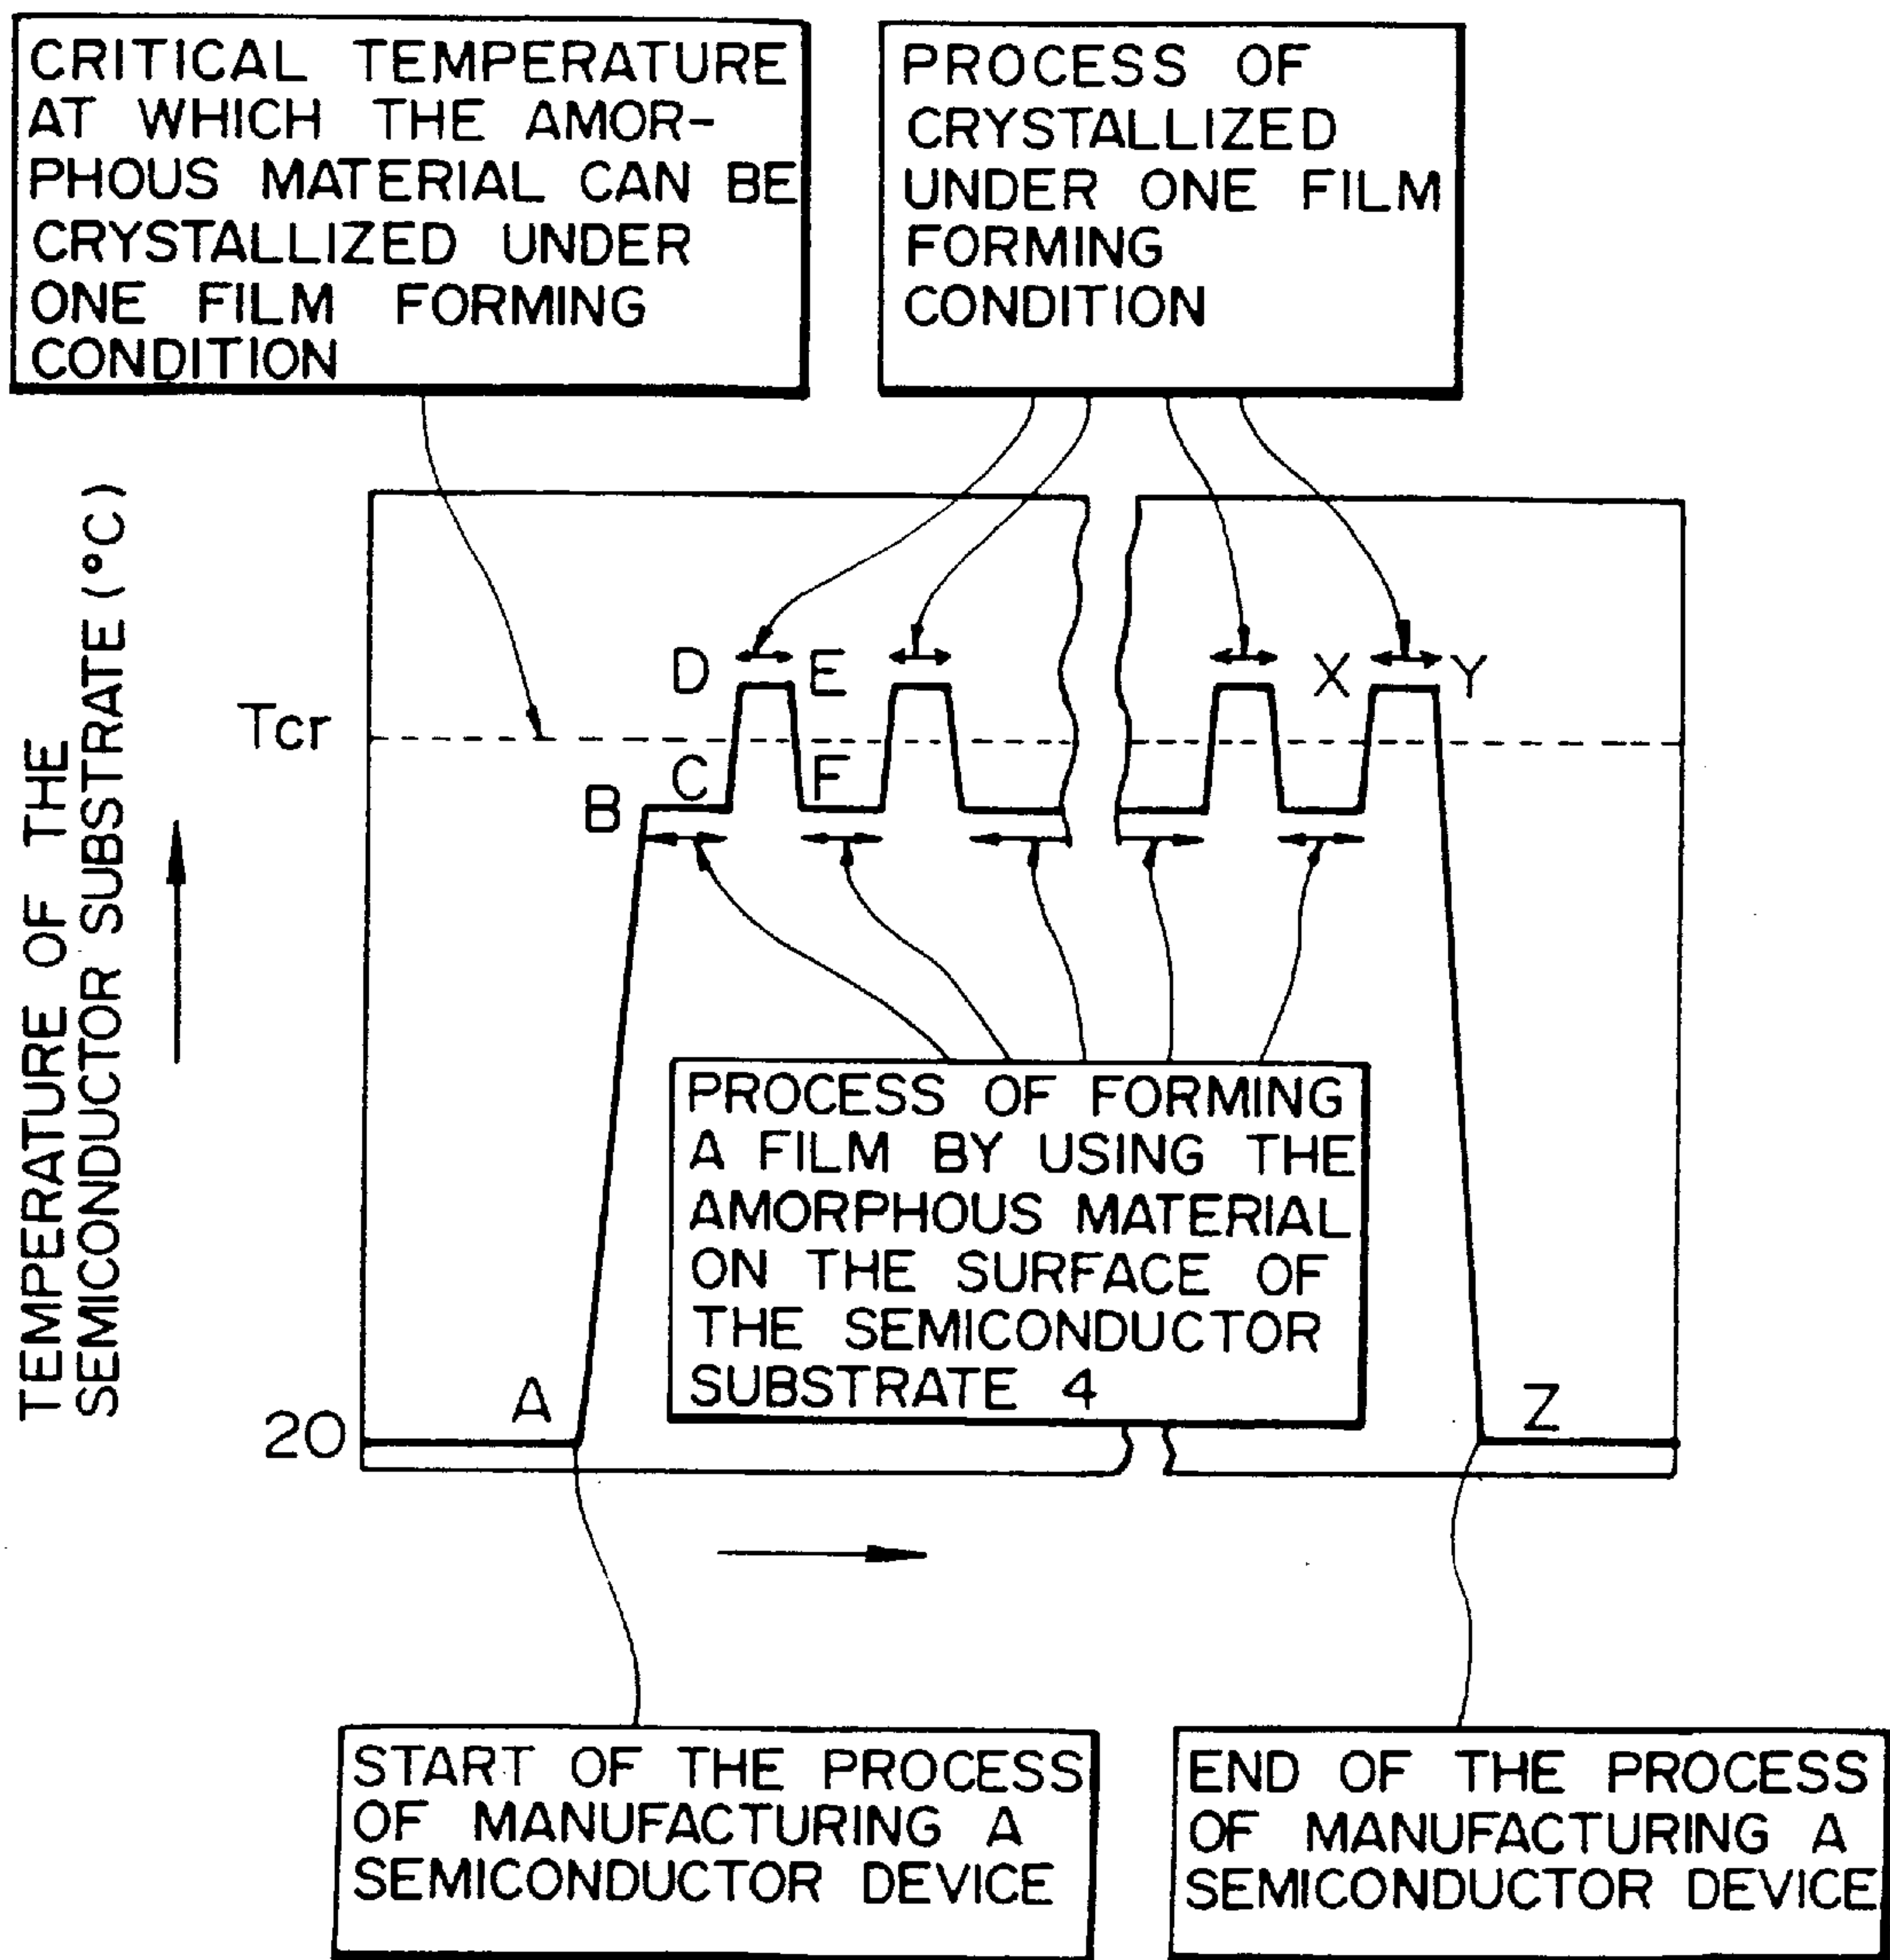 CRITICAL TEMPERATURE
AT WHICH THE AMOR-
PHOUS MATERIAL CAN BE
CRYSTALLIZED UNDER
ONE FILM FORMING
CONDITION
PROCESS OF
CRYSTALLIZED
UNDER ONE FILM
FORMING
CONDITION
TEMPERATURE OF THE
SEMICONDUCTOR SUBSTRATE (°C)
D E X Y
Tcr
C F
B
PROCESS OF FORMING
A FILM BY USING THE
AMORPHOUS MATERIAL
ON THE SURFACE OF
THE SEMICONDUCTOR
SUBSTRATE 4
A Z
20
START OF THE PROCESS
OF MANUFACTURING A
SEMICONDUCTOR DEVICE
END OF THE PROCESS
OF MANUFACTURING A
SEMICONDUCTOR DEVICE